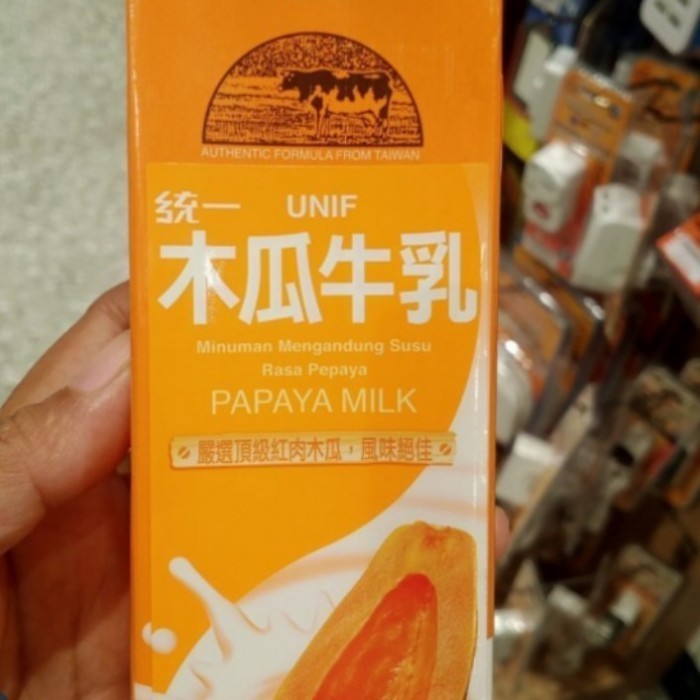 AUTHENTIC FORMULA FROM TAIWAN
統一 UNIF
木瓜牛乳
Minuman Mengandung Susu
Rasa Pepaya
PAPAYA MILK
嚴選頂級紅肉木瓜，風味絕佳